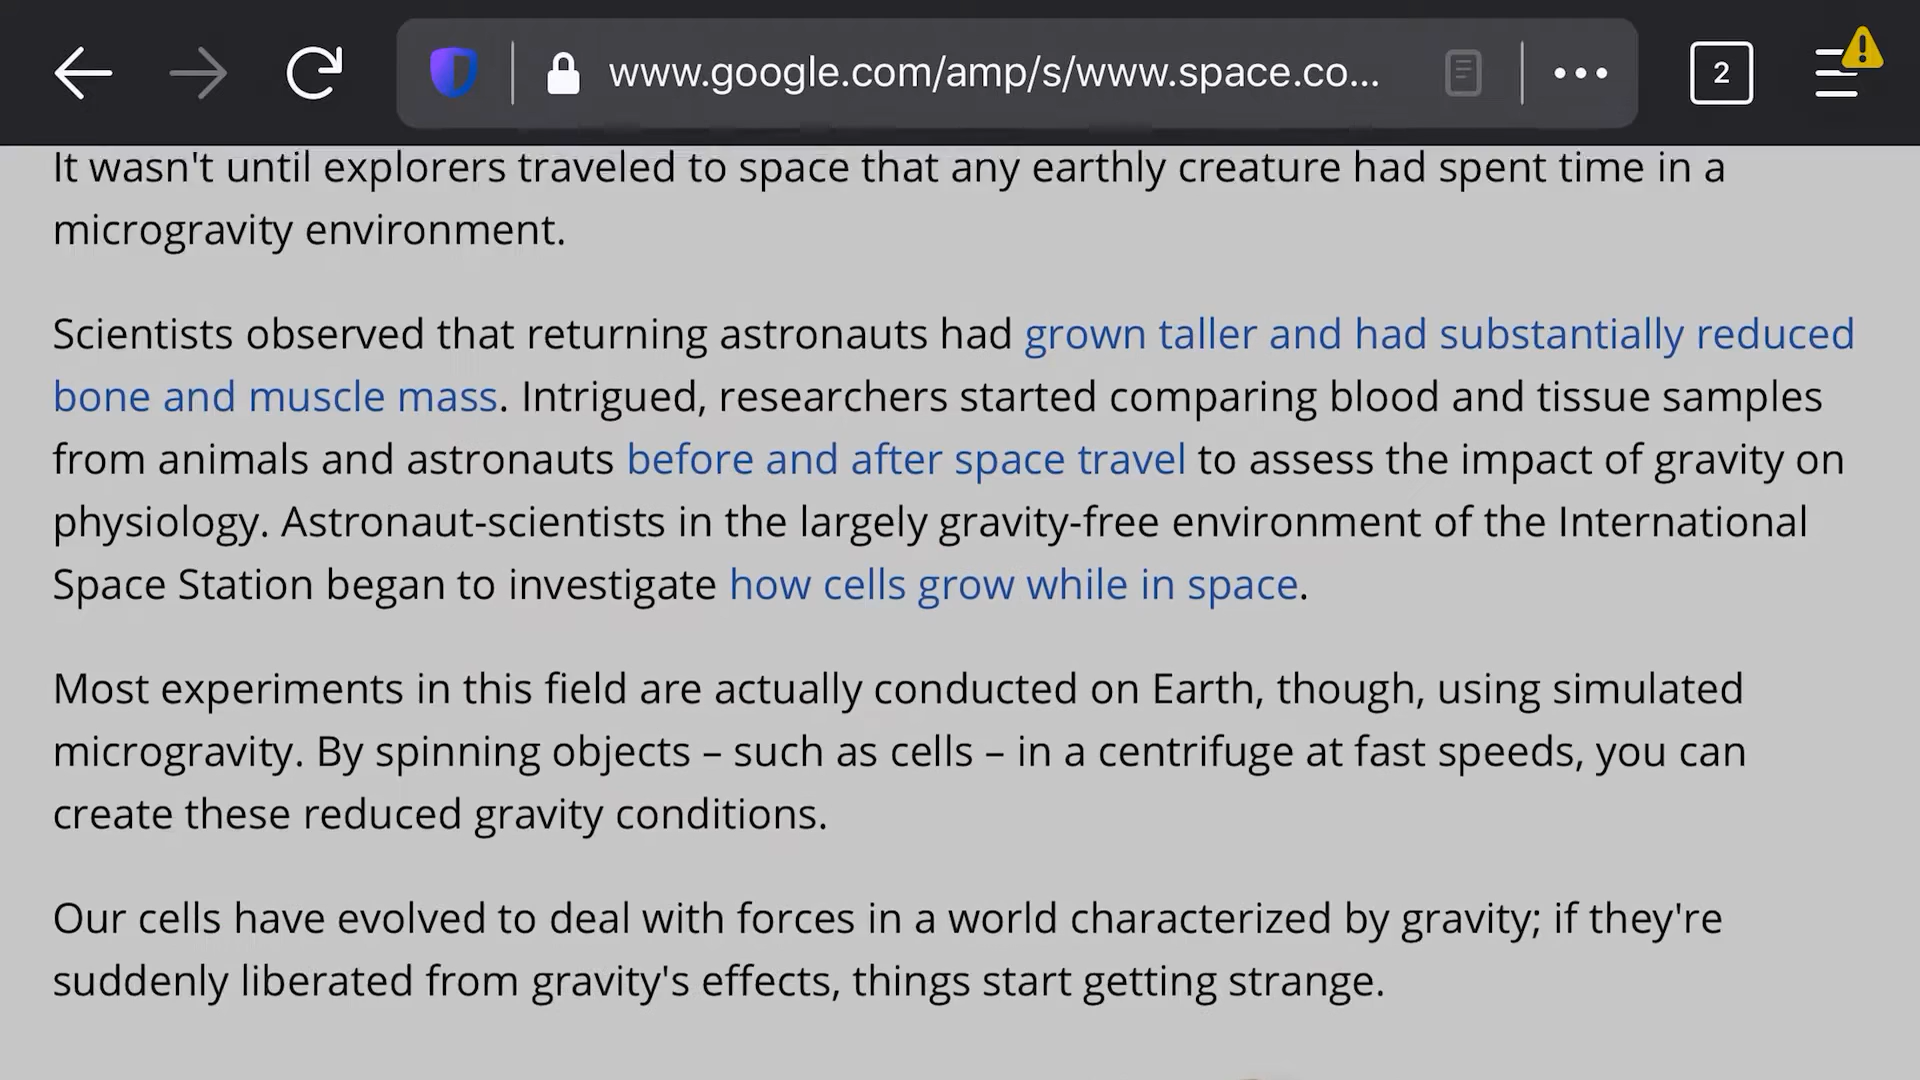 www.google.com/amp/s/www.space.co...
2
It wasn't until explorers traveled to space that any earthly creature had spent time in a
microgravity environment.
Scientists observed that returning astronauts had grown taller and had substantially reduced
bone and muscle mass. Intrigued, researchers started comparing blood and tissue samples
from animals and astronauts before and after space travel to assess the impact of gravity on
physiology. Astronaut-scientists in the largely gravity-free environment of the International
Space Station began to investigate how cells grow while in space.
Most experiments in this field are actually conducted on Earth, though, using simulated
microgravity. By spinning objects – such as cells – in a centrifuge at fast speeds, you can
create these reduced gravity conditions.
Our cells have evolved to deal with forces in a world characterized by gravity; if they're
suddenly liberated from gravity's effects, things start getting strange.